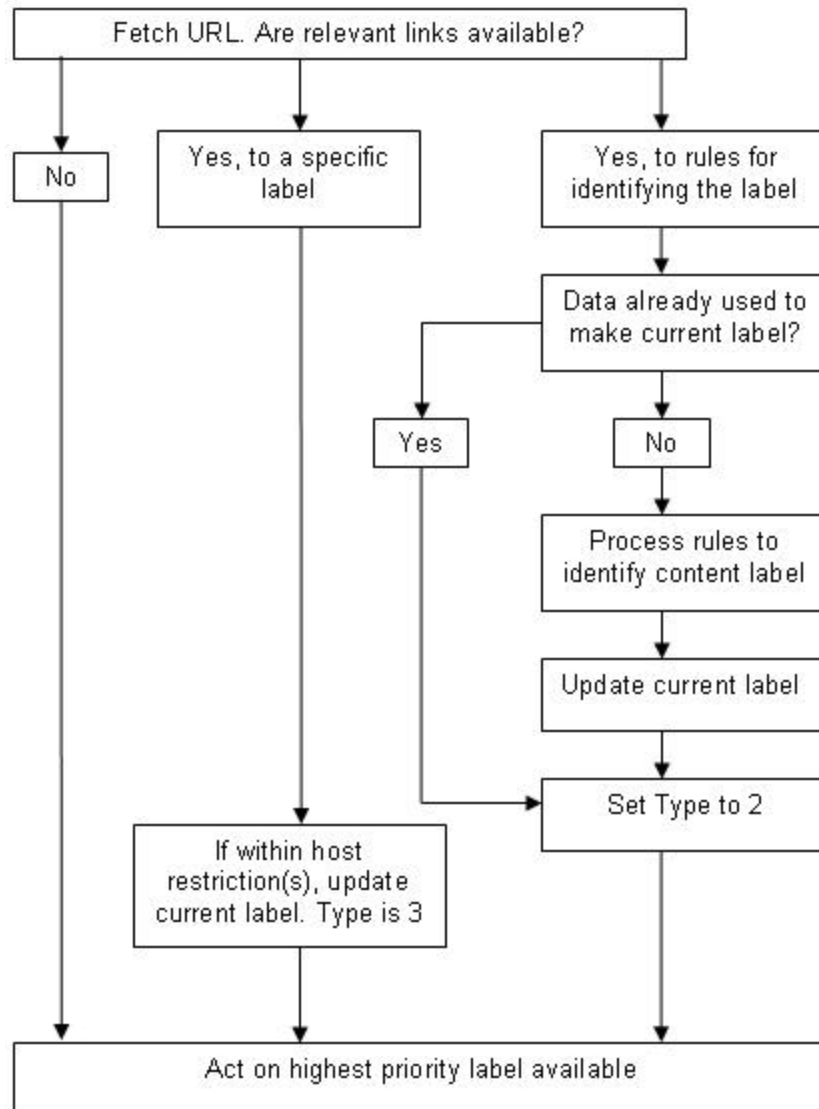 Fetch URL. Are relevant links available?
No
Yes, to a specific
label
Yes, to rules for
identifying the label
Data already used to
make current label?
Yes
No
Process rules to
identify content label
Update current label
Set Type to 2
If within host
restriction(s), update
current label. Type is 3
Act on highest priority label available